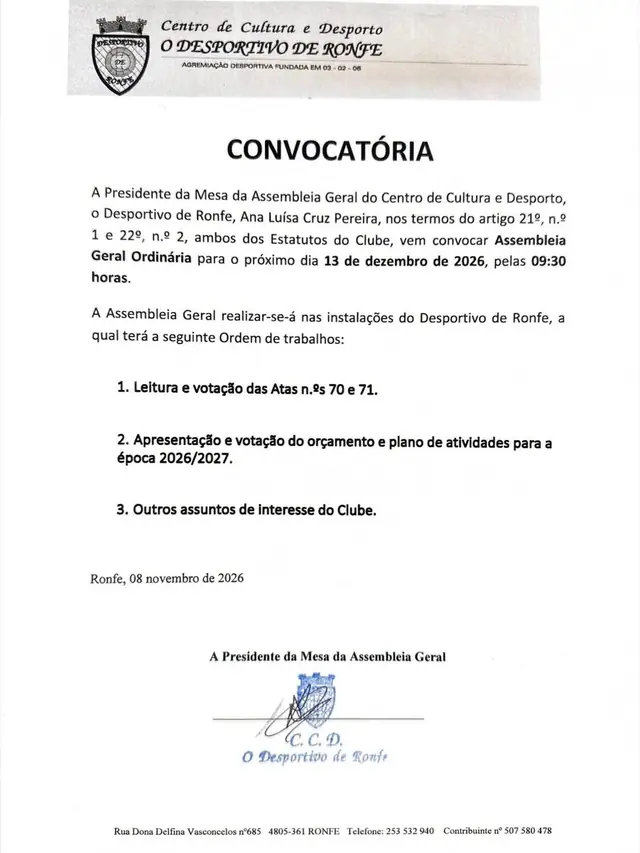 Centro de Cultura e Desporto
O DESPORTIVO DE RONFE
AGREMIAÇÃO DESPORTIVA FUNDADA EM 03 - 02 - 06
DESPORTIVO
DE
RONFE
CONVOCATÓRIA
A Presidente da Mesa da Assembleia Geral do Centro de Cultura e Desporto,
o Desportivo de Ronfe, Ana Luísa Cruz Pereira, nos termos do artigo 21º, n.º
1 e 22º, n.º 2, ambos dos Estatutos do Clube, vem convocar Assembleia
Geral Ordinária para o próximo dia 13 de dezembro de 2026, pelas 09:30
horas.
A Assembleia Geral realizar-se-á nas instalações do Desportivo de Ronfe, a
qual terá a seguinte Ordem de trabalhos:
1. Leitura e votação das Atas n.ºs 70 e 71.
2. Apresentação e votação do orçamento e plano de atividades para a
época 2026/2027.
3. Outros assuntos de interesse do Clube.
Ronfe, 08 novembro de 2026
A Presidente da Mesa da Assembleia Geral
C. C. D.
O Desportivo de Ronfe
Rua Dona Delfina Vasconcelos nº685 4805-361 RONFE Telefone: 253 532 940 Contribuinte nº 507 580 478